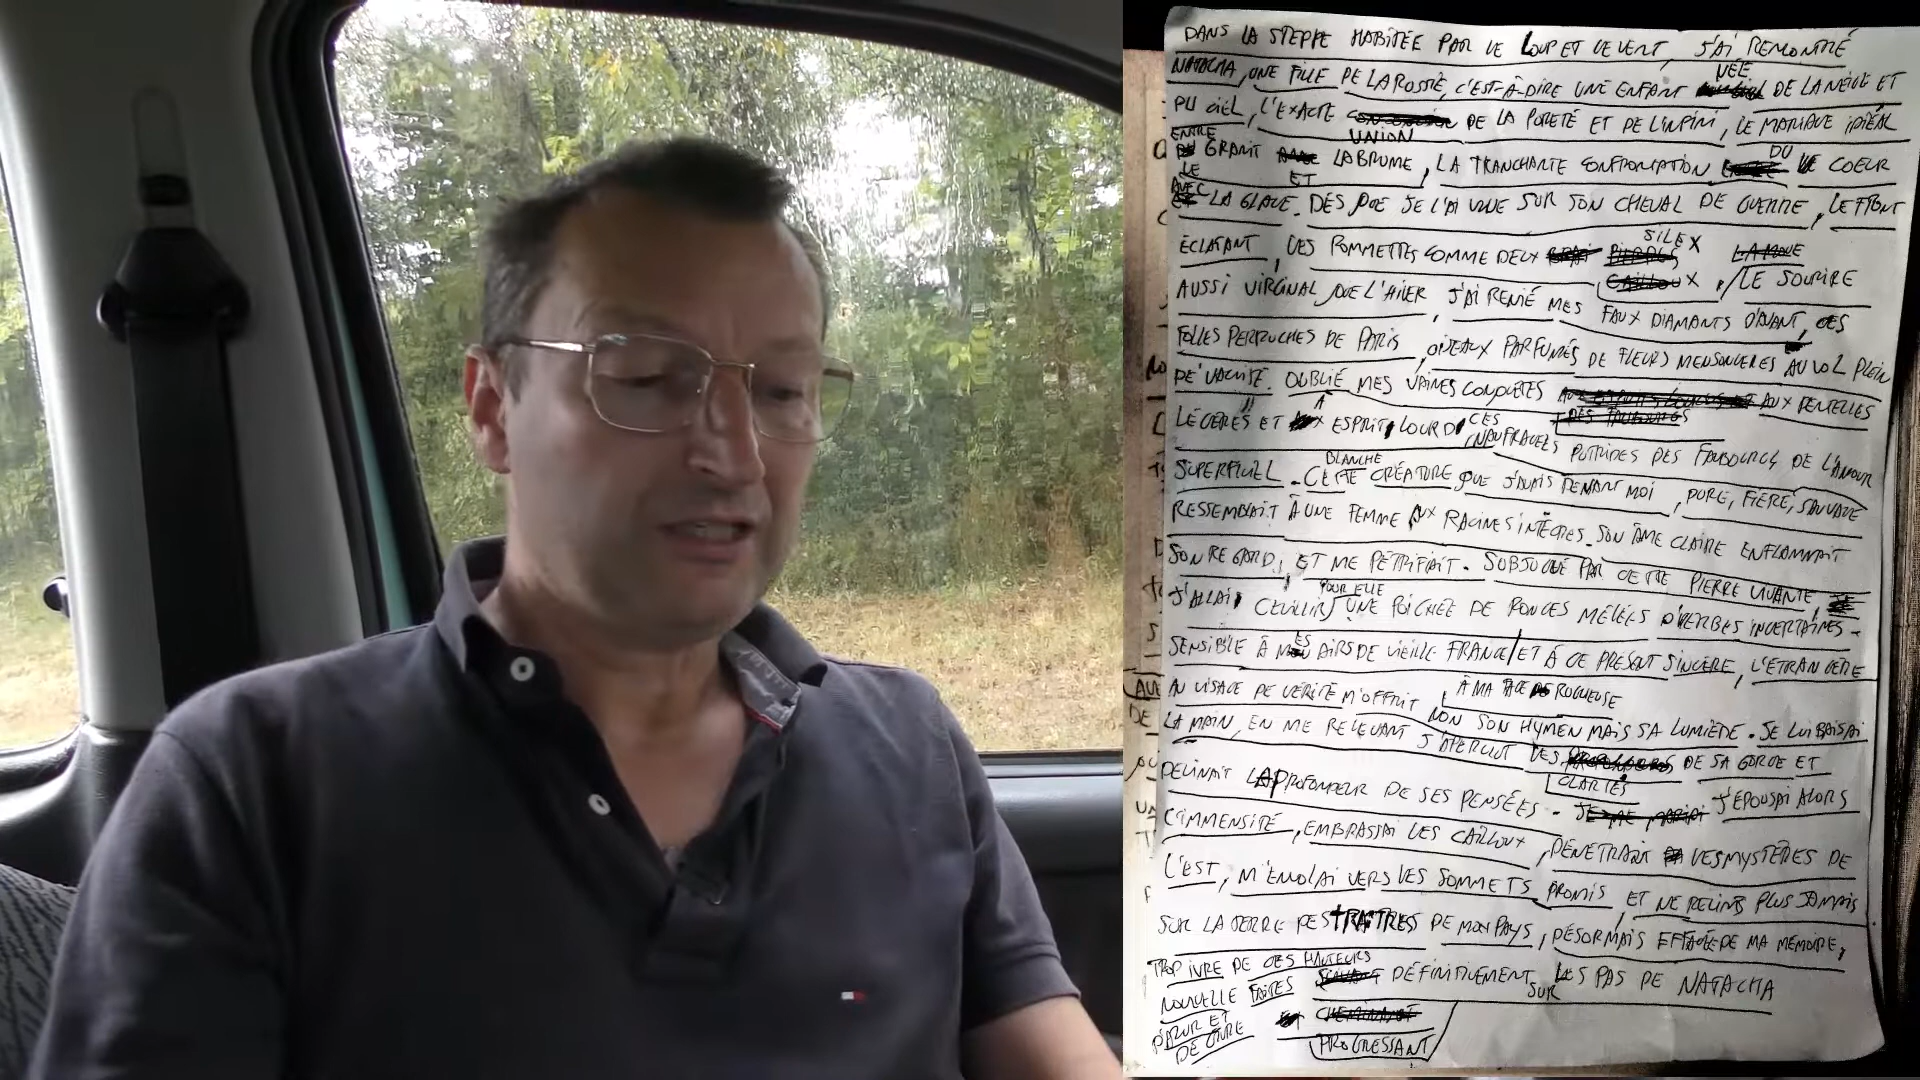 DANS LA STEPPE HABITÉE PAR LE LOUP ET LE VENT, J'AI REMONTRÉ
NATACHA, UNE FILLE DE LA RUSSIE, C'EST-À-DIRE UNE ENFANT NÉE DE LA NEIGE ET
DU CIEL, L'EXACTE UNION DE LA PURETÉ ET DE L'INFINI, LE MARIAGE IDÉAL
ENTRE LE GRANIT ET LA BRUME, LA TRANCHANTE CONFRONTATION DU COEUR
AVEC LA GLACE. DÈS QUE JE L'AI VUE SUR SON CHEVAL DE GUERRE, LE FRONT
ÉCLATANT, LES POMMETTES COMME DEUX SILEX, LE SOURIRE
AUSSI VIRGINAL QUE L'HIVER, J'AI RENIÉ MES FAUX DIAMANTS D'AVANT, CES
FOLLES PERRUCHES DE PARIS, OISEAUX PARFUMÉS DE FLEURS MENSONGÈRES AU VOL PLEIN
DE VACUITÉ. OUBLIÉ MES VAINES CONQUÊTES AUX DENTELLES
LÉGÈRES ET À ESPRIT LOURD, CES NAUFRAGÉES PUTRIDES DES FAUBOURGS DE L'AMOUR
SUPERFICIEL. CETTE BLANCHE CRÉATURE QUE J'AVAIS DEVANT MOI, PURE, FIÈRE, SAUVAGE
RESSEMBLAIT À UNE FEMME AUX RACINES INTÈGRES. SON ÂME CLAIRE ENFLAMMAIT
SON REGARD, ET ME PÉTRIFIAIT. SUBJUGUÉ PAR CETTE PIERRE VIVANTE,
J'ALLAI CUEILLIR POUR ELLE UNE POIGNÉE DE RONCES MÊLÉES D'HERBES INCERTAINES.
SENSIBLE À MES AIRS DE VIEILLE FRANCE ET À CE PRÉSENT SINCÈRE, L'ÉTRANGÈRE
AU VISAGE DE VÉRITÉ M'OFFRIT À MA FACE ROGUEUSE
NON SON HYMEN MAIS SA LUMIÈRE. JE LUI BAISAI
LA MAIN, EN ME RELEVANT J'APERÇUT LES CLARTÉS DE SA GORGE ET
DEVINAIT LA PROFONDEUR DE SES PENSÉES. J'ÉPOUSAI ALORS
L'IMMENSITÉ, EMBRASSAI LES CAILLOUX, PÉNÉTRAIT LES MYSTÈRES DE
L'EST, M'ENVOLAI VERS LES SOMMETS PROMIS ET NE REVINS PLUS JAMAIS
SUR LA TERRE DES TRAÎTRES DE MON PAYS, DÉSORMAIS EFFACÉE DE MA MÉMOIRE,
TROP IVRE DE CES HAUTEURS
NOUVELLE FAITES
D'AZUR ET
DE GIVRE
PROGRESSANT DÉFINITIVEMENT SUR LES PAS DE NATACHA